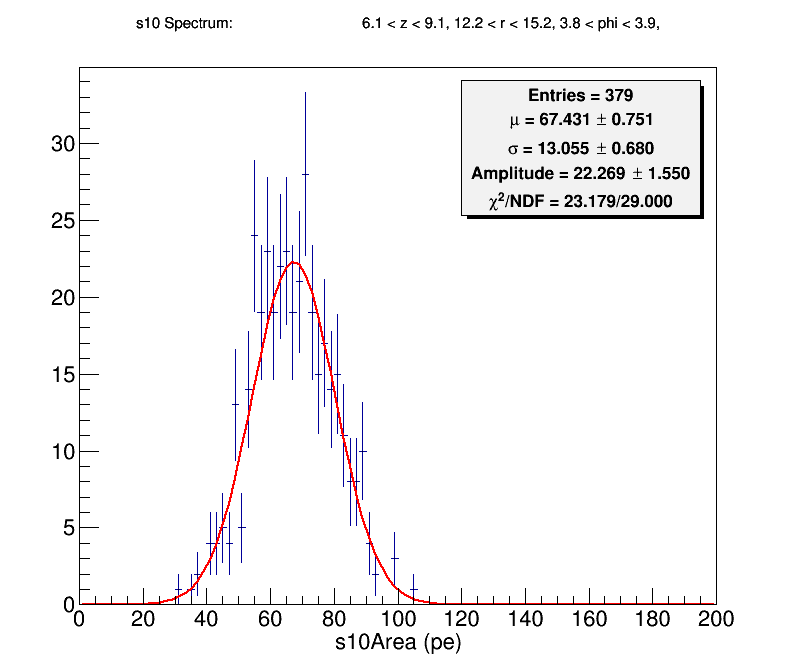 s10 Spectrum: 6.1 < z < 9.1, 12.2 < r < 15.2, 3.8 < phi < 3.9,
Entries = 379
μ = 67.431 ± 0.751
σ = 13.055 ± 0.680
Amplitude = 22.269 ± 1.550
χ²/NDF = 23.179/29.000
30
25
20
15
10
5
0
0 20 40 60 80 100 120 140 160 180 200
s10Area (pe)